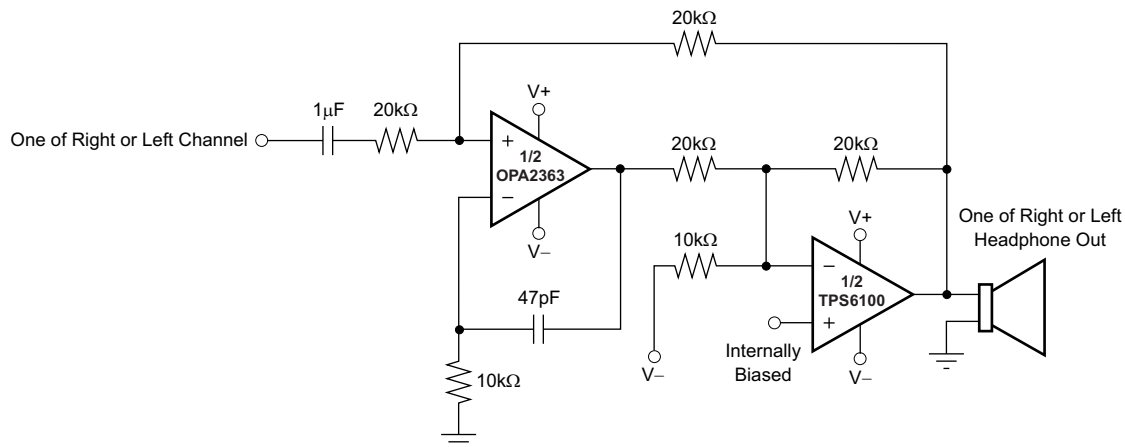 20kΩ
1μF
20kΩ
V+
One of Right or Left Channel
+
1/2
OPA2363
−
V−
20kΩ
20kΩ
One of Right or Left
Headphone Out
V+
10kΩ
−
1/2
TPS6100
+
47pF
Internally
Biased
V−
V−
10kΩ